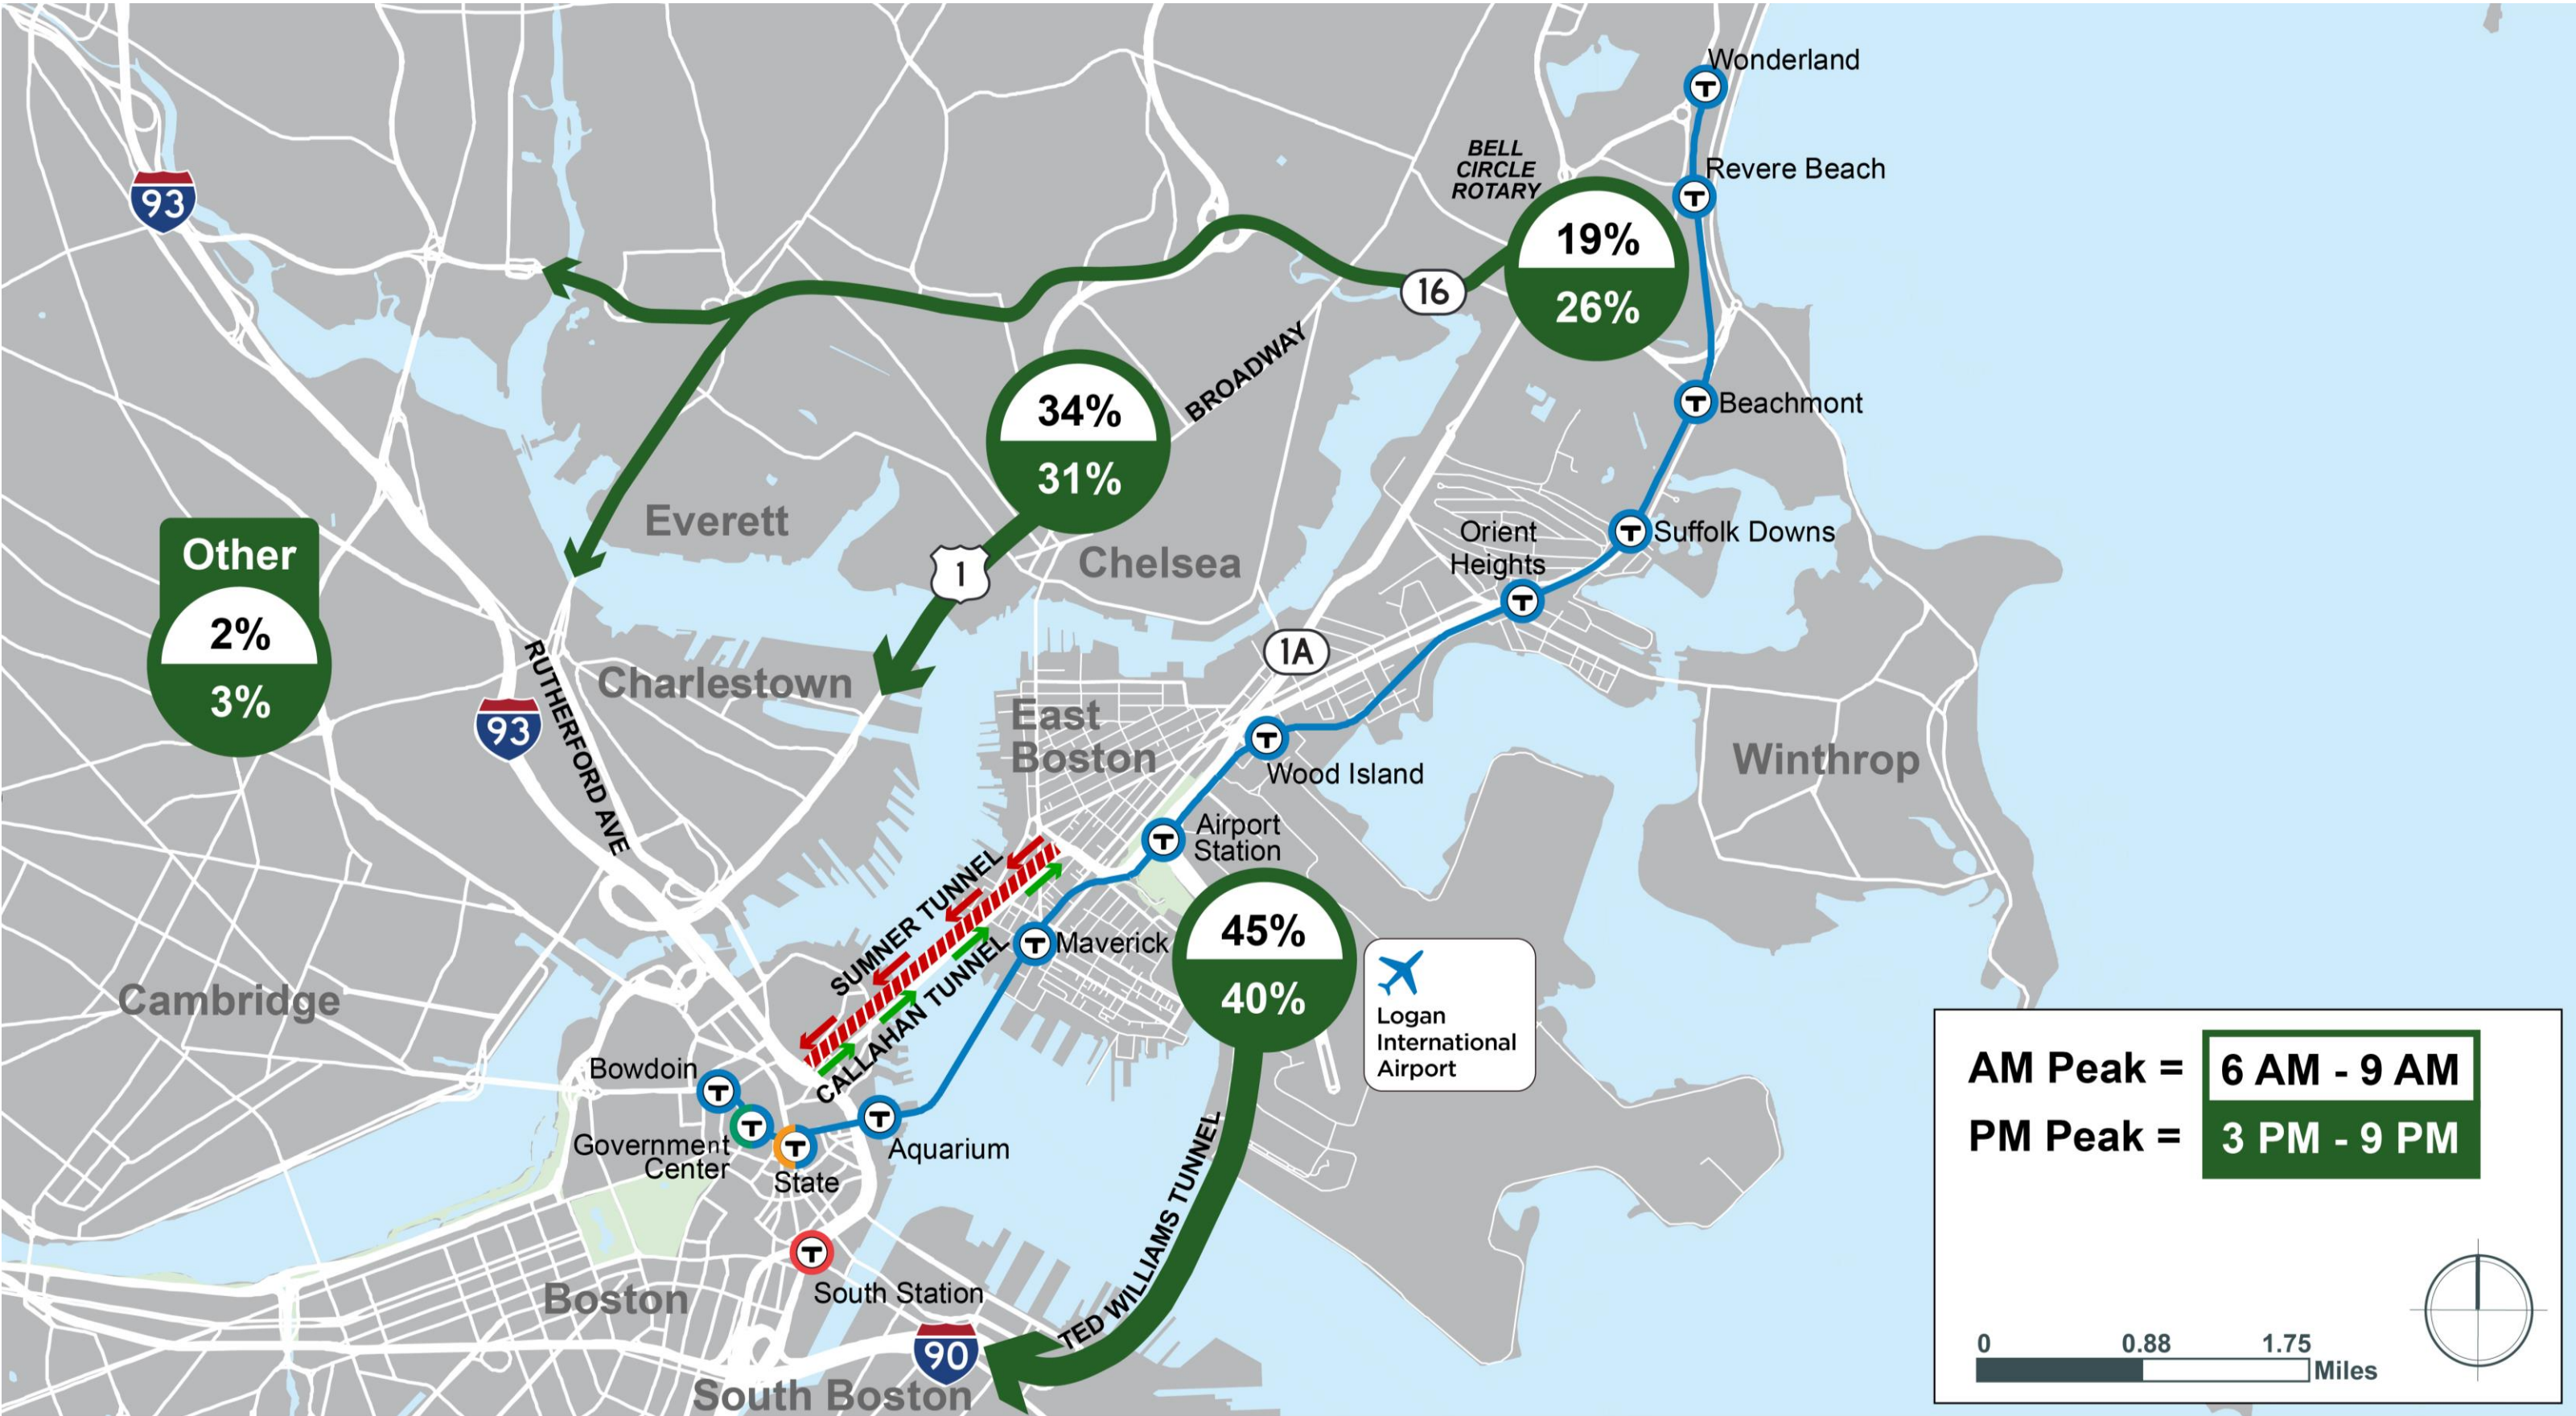 Wonderland
BELL
CIRCLE
ROTARY
Revere Beach
93
19%
26%
16
BROADWAY
34%
31%
Beachmont
Everett
1
Chelsea
Orient
Heights
Suffolk Downs
Other
2%
3%
RUTHERFORD AVE
Charlestown
93
1A
East
Boston
Wood Island
Winthrop
Airport
Station
SUMNER TUNNEL
CALLAHAN TUNNEL
Maverick
45%
40%
Logan
International
Airport
Cambridge
Bowdoin
Government
Center
State
Aquarium
TED WILLIAMS TUNNEL
South Station
Boston
90
South Boston
AM Peak = 6 AM - 9 AM
PM Peak = 3 PM - 9 PM
0 0.88 1.75
Miles
T
T
T
T
T
T
T
T
T
T
T
T
T